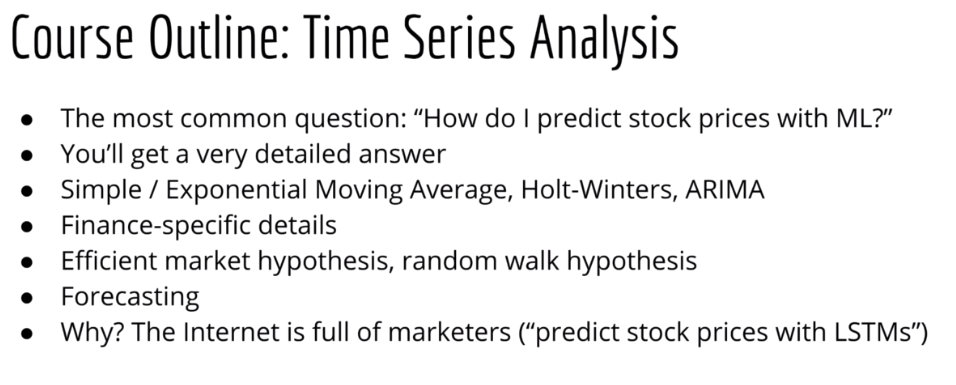 Course Outline: Time Series Analysis
● The most common question: “How do I predict stock prices with ML?”
● You’ll get a very detailed answer
● Simple / Exponential Moving Average, Holt-Winters, ARIMA
● Finance-specific details
● Efficient market hypothesis, random walk hypothesis
● Forecasting
● Why? The Internet is full of marketers (“predict stock prices with LSTMs”)